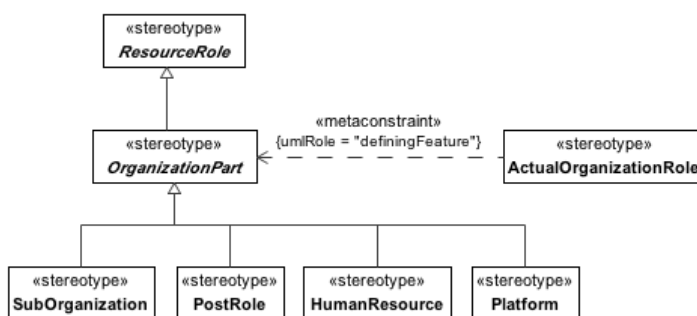 «stereotype»
ResourceRole
«metaconstraint»
{umlRole = "definingFeature"}
«stereotype»
OrganizationPart
«stereotype»
ActualOrganizationRole
«stereotype»
SubOrganization
«stereotype»
PostRole
«stereotype»
HumanResource
«stereotype»
Platform